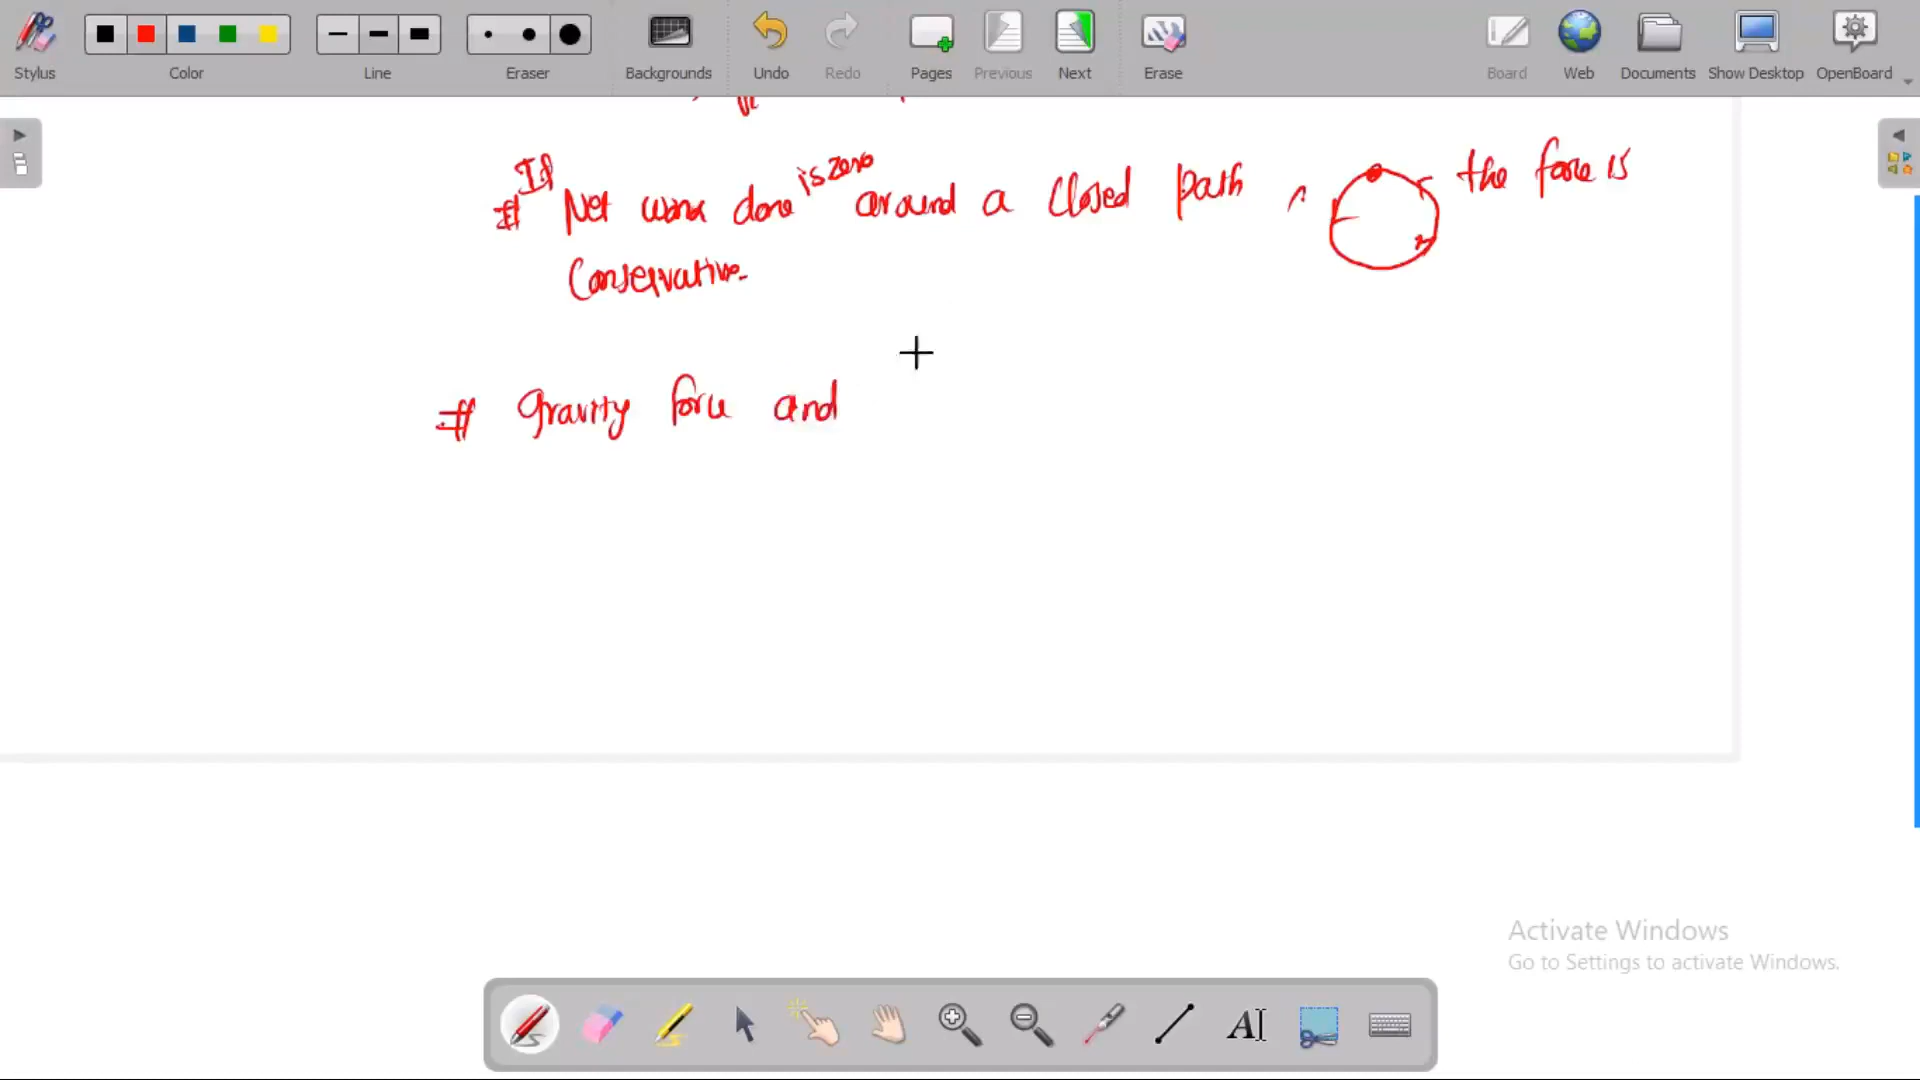 Stylus Color Line Eraser Backgrounds Undo Redo Pages Previous Next Erase Board Web Documents Show Desktop OpenBoard
# If Net work done is zero around a closed path, the force is
Conservative.
# Gravity force and
Activate Windows
Go to Settings to activate Windows.
AI